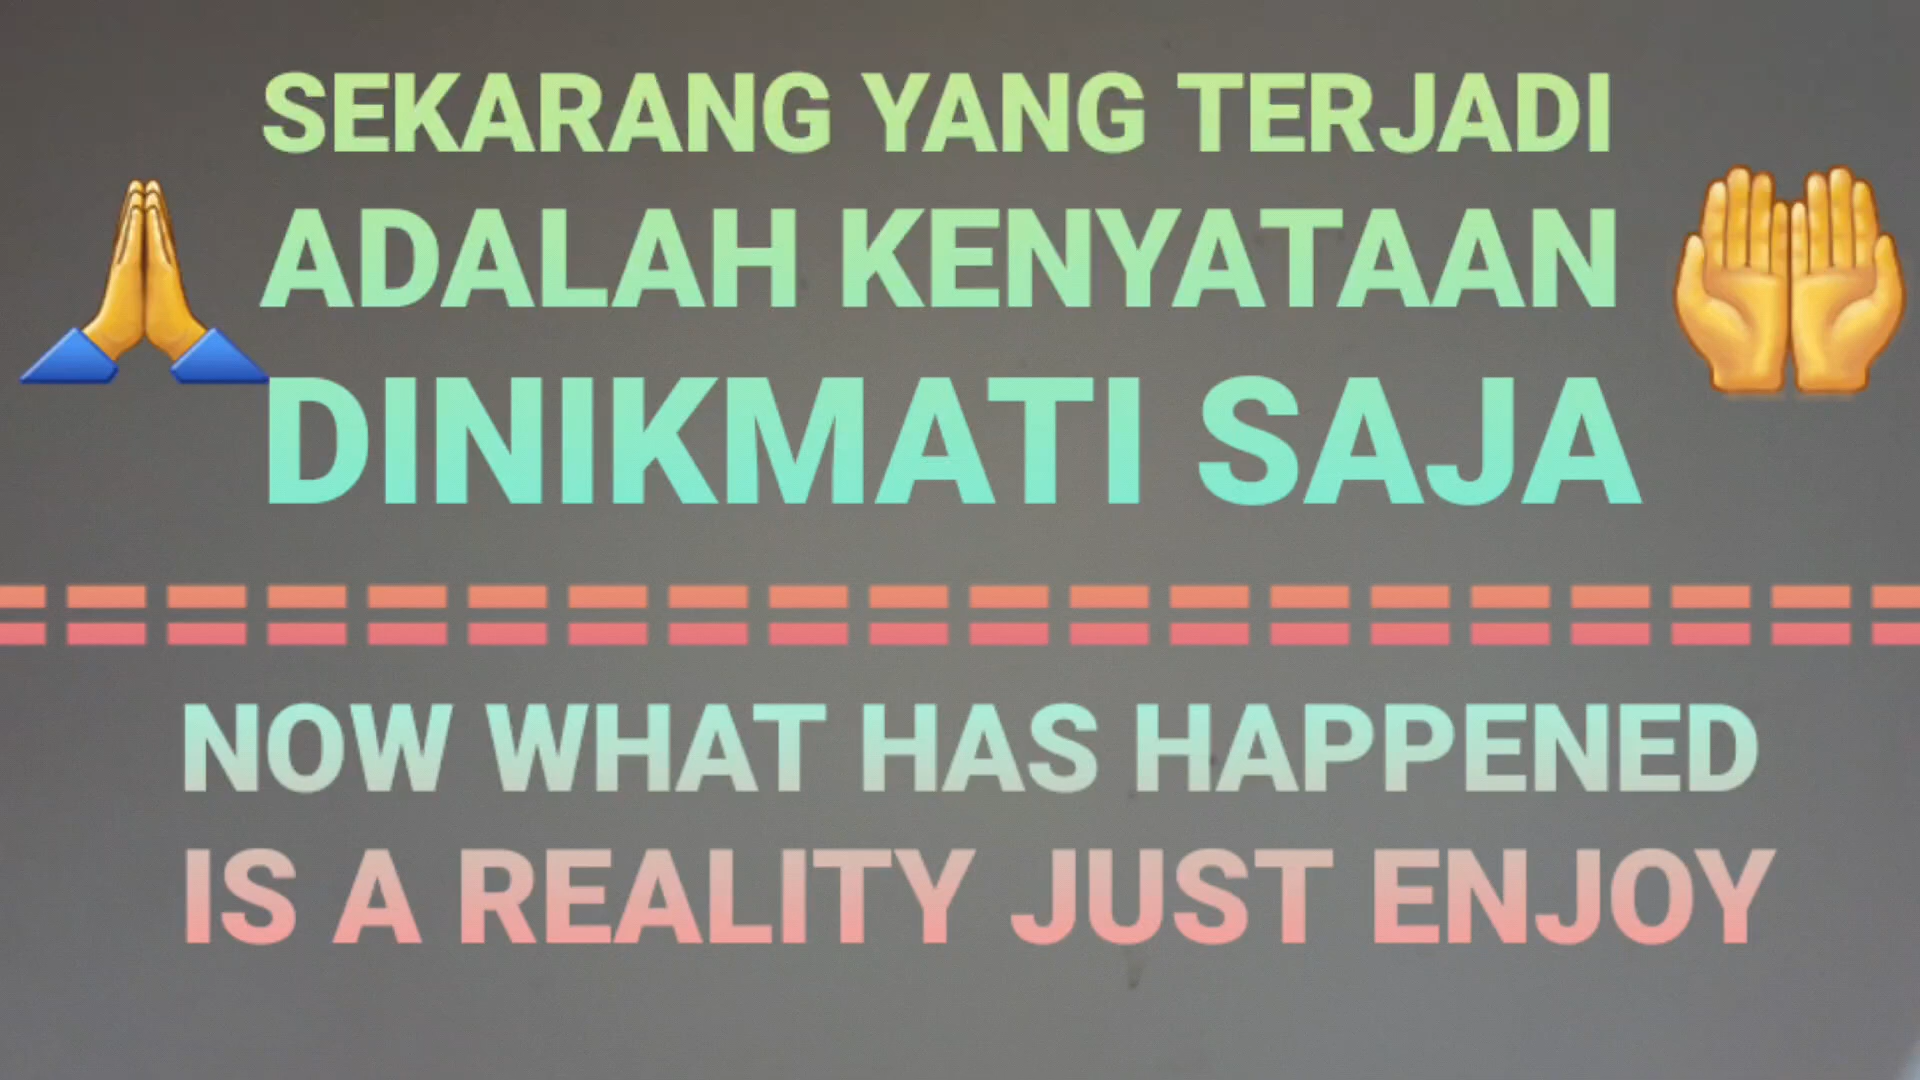 SEKARANG YANG TERJADI
ADALAH KENYATAAN
DINIKMATI SAJA
NOW WHAT HAS HAPPENED
IS A REALITY JUST ENJOY